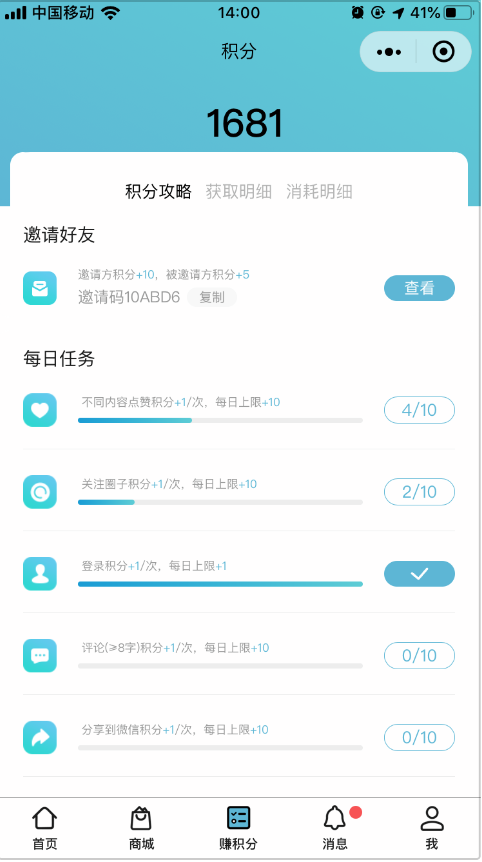 中国移动 14:00 41%
积分
1681
积分攻略 获取明细 消耗明细
邀请好友
邀请方积分+10，被邀请方积分+5
邀请码10ABD6 复制
查看
每日任务
不同内容点赞积分+1/次，每日上限+10
4/10
关注圈子积分+1/次，每日上限+10
2/10
登录积分+1/次，每日上限+1
评论(≥8字)积分+1/次，每日上限+10
0/10
分享到微信积分+1/次，每日上限+10
0/10
首页 商城 赚积分 消息 我